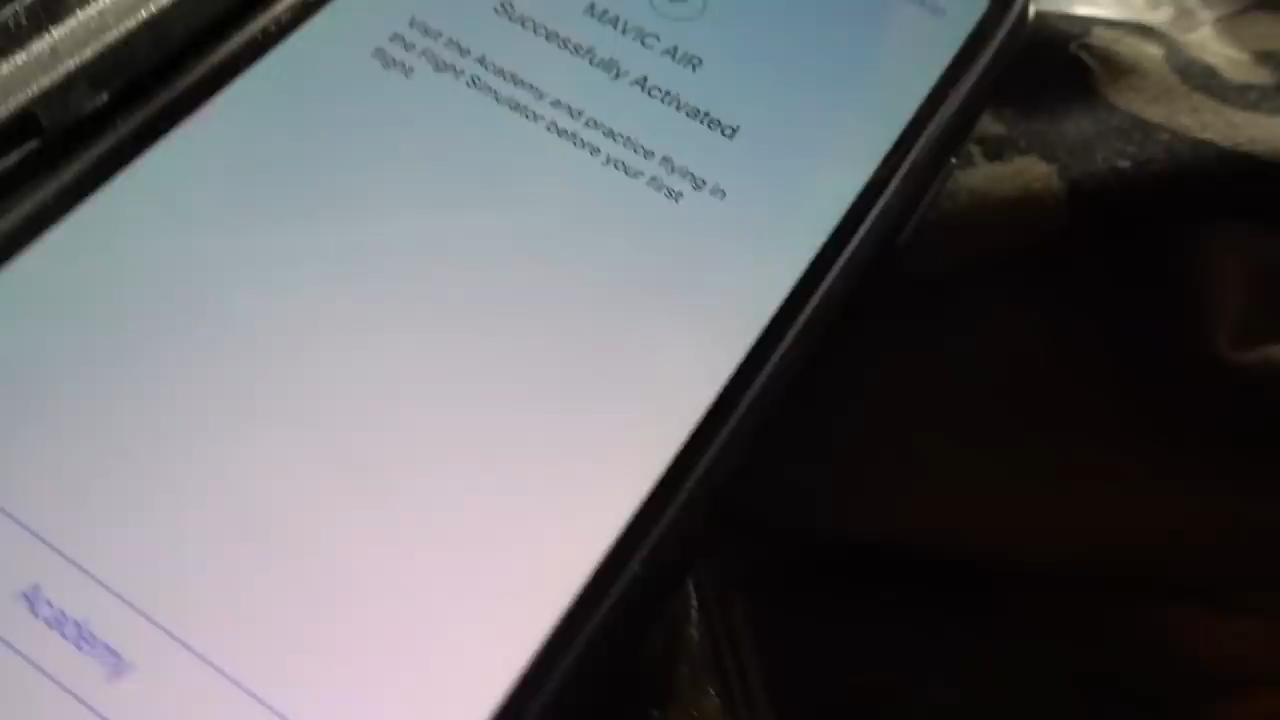 MAVIC AIR
Successfully Activated
Visit the Academy and practice flying in
the Flight Simulator before your first
flight
Academy